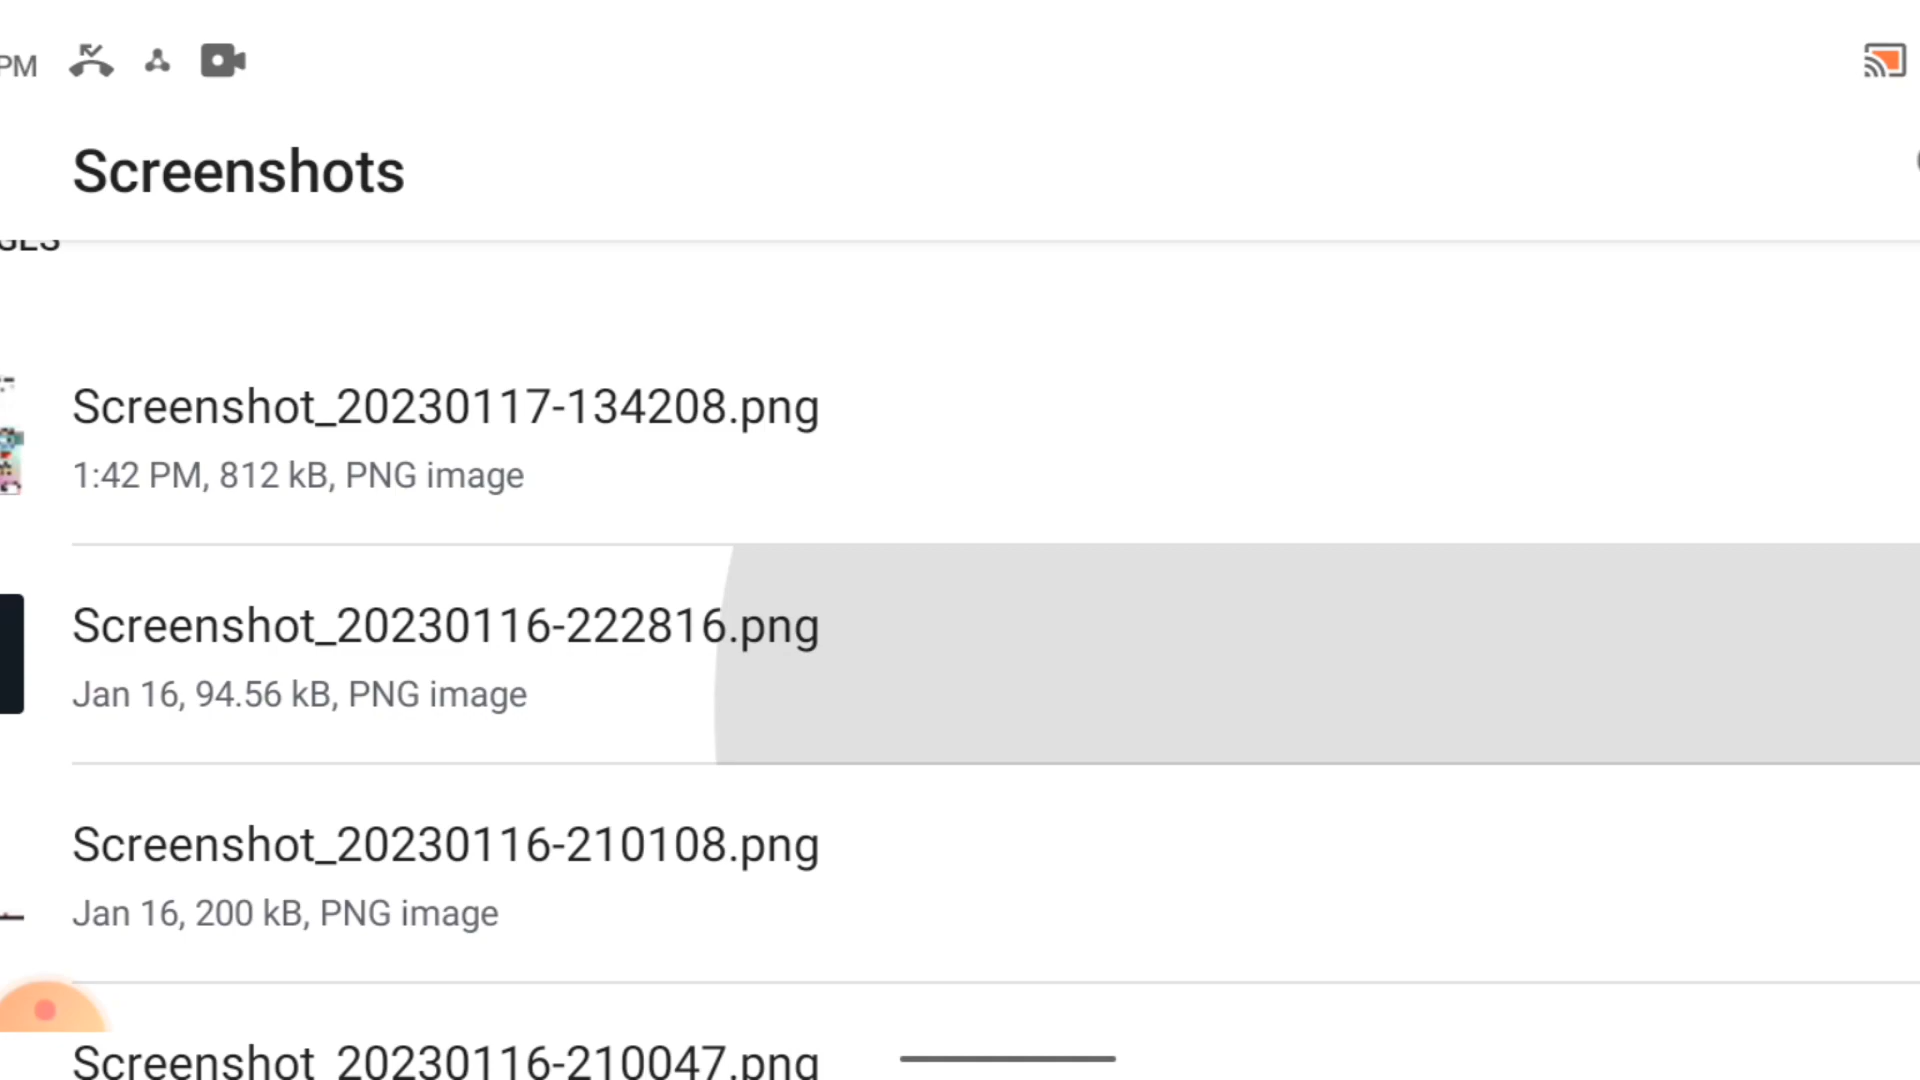 PM
Screenshots
GES
Screenshot_20230117-134208.png
1:42 PM, 812 kB, PNG image
Screenshot_20230116-222816.png
Jan 16, 94.56 kB, PNG image
Screenshot_20230116-210108.png
Jan 16, 200 kB, PNG image
Screenshot_20230116-210047.png